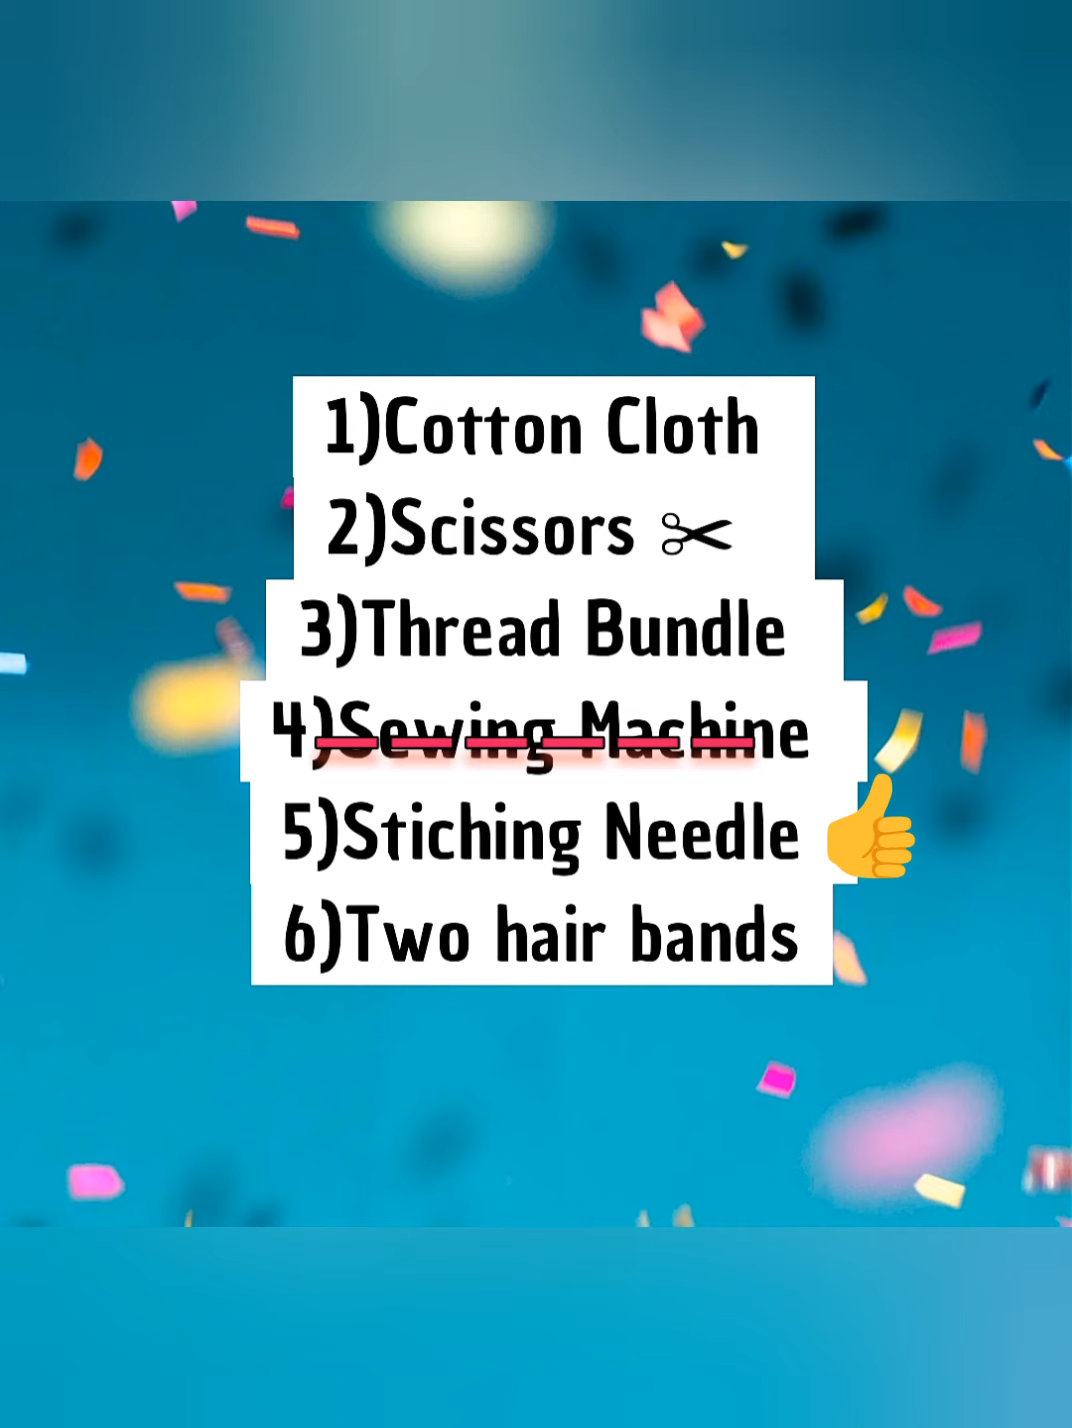 1)Cotton Cloth
2)Scissors ✂
3)Thread Bundle
4)Sewing Machine
5)Stiching Needle 👍
6)Two hair bands